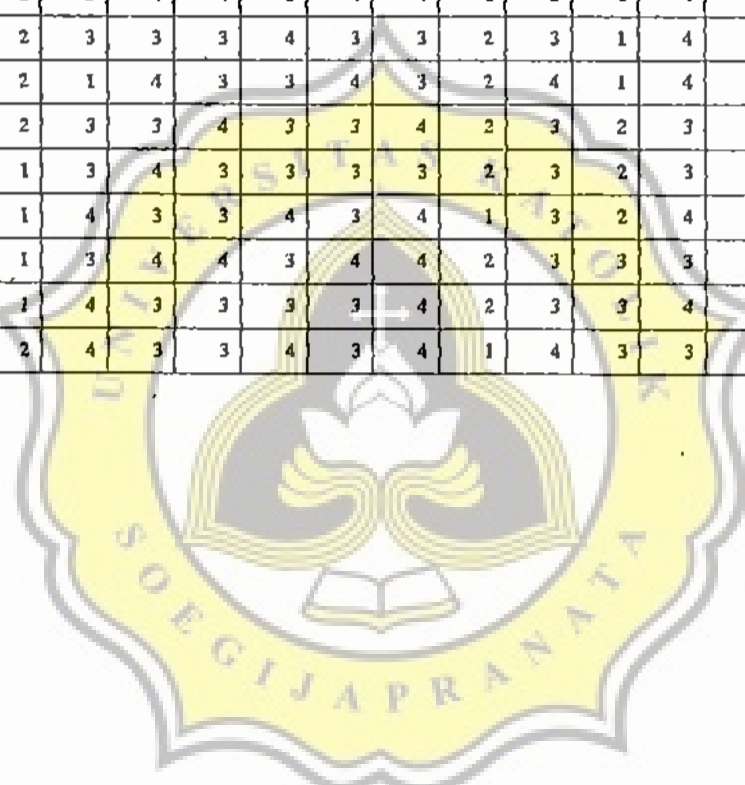 2 3 3 3 4 3 3 2 3 1 4
2 1 4 3 3 4 3 2 4 1 4
2 3 3 4 3 3 4 2 3 2 3
1 3 4 3 3 3 3 2 3 2 3
1 4 3 3 4 3 4 1 3 2 4
1 3 4 4 3 4 4 2 3 3 3
1 4 3 3 3 3 4 2 3 3 4
2 4 3 3 4 3 4 1 4 3 3
UNIVERSITAS KATOLIK
SOEGIJAPRANATA